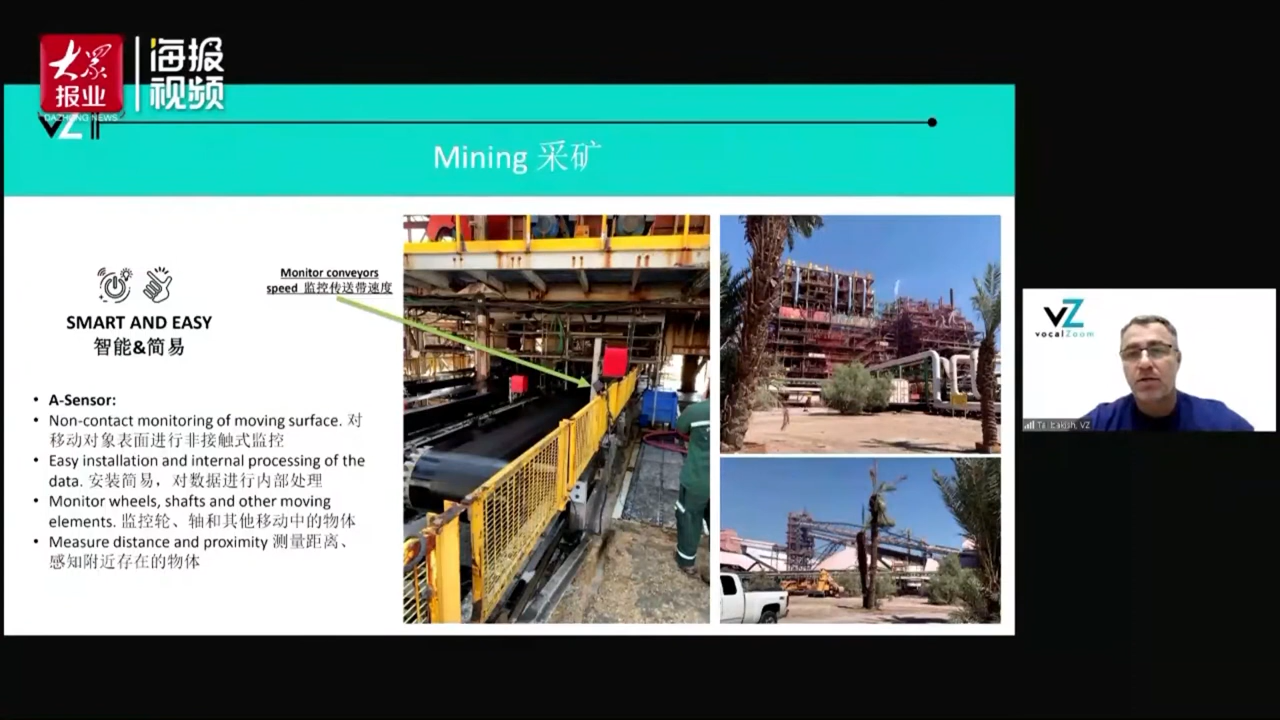 大众
报业
海报
视频
DAZHONG NEWS
VZ
Mining 采矿
Monitor conveyors
speed 监控传送带速度
SMART AND EASY
智能&简易
• A-Sensor:
• Non-contact monitoring of moving surface. 对
移动对象表面进行非接触式监控
• Easy installation and internal processing of the
data. 安装简易，对数据进行内部处理
• Monitor wheels, shafts and other moving
elements. 监控轮、轴和其他移动中的物体
• Measure distance and proximity 测量距离、
感知附近存在的物体
VZ
vocalZoom
VZ